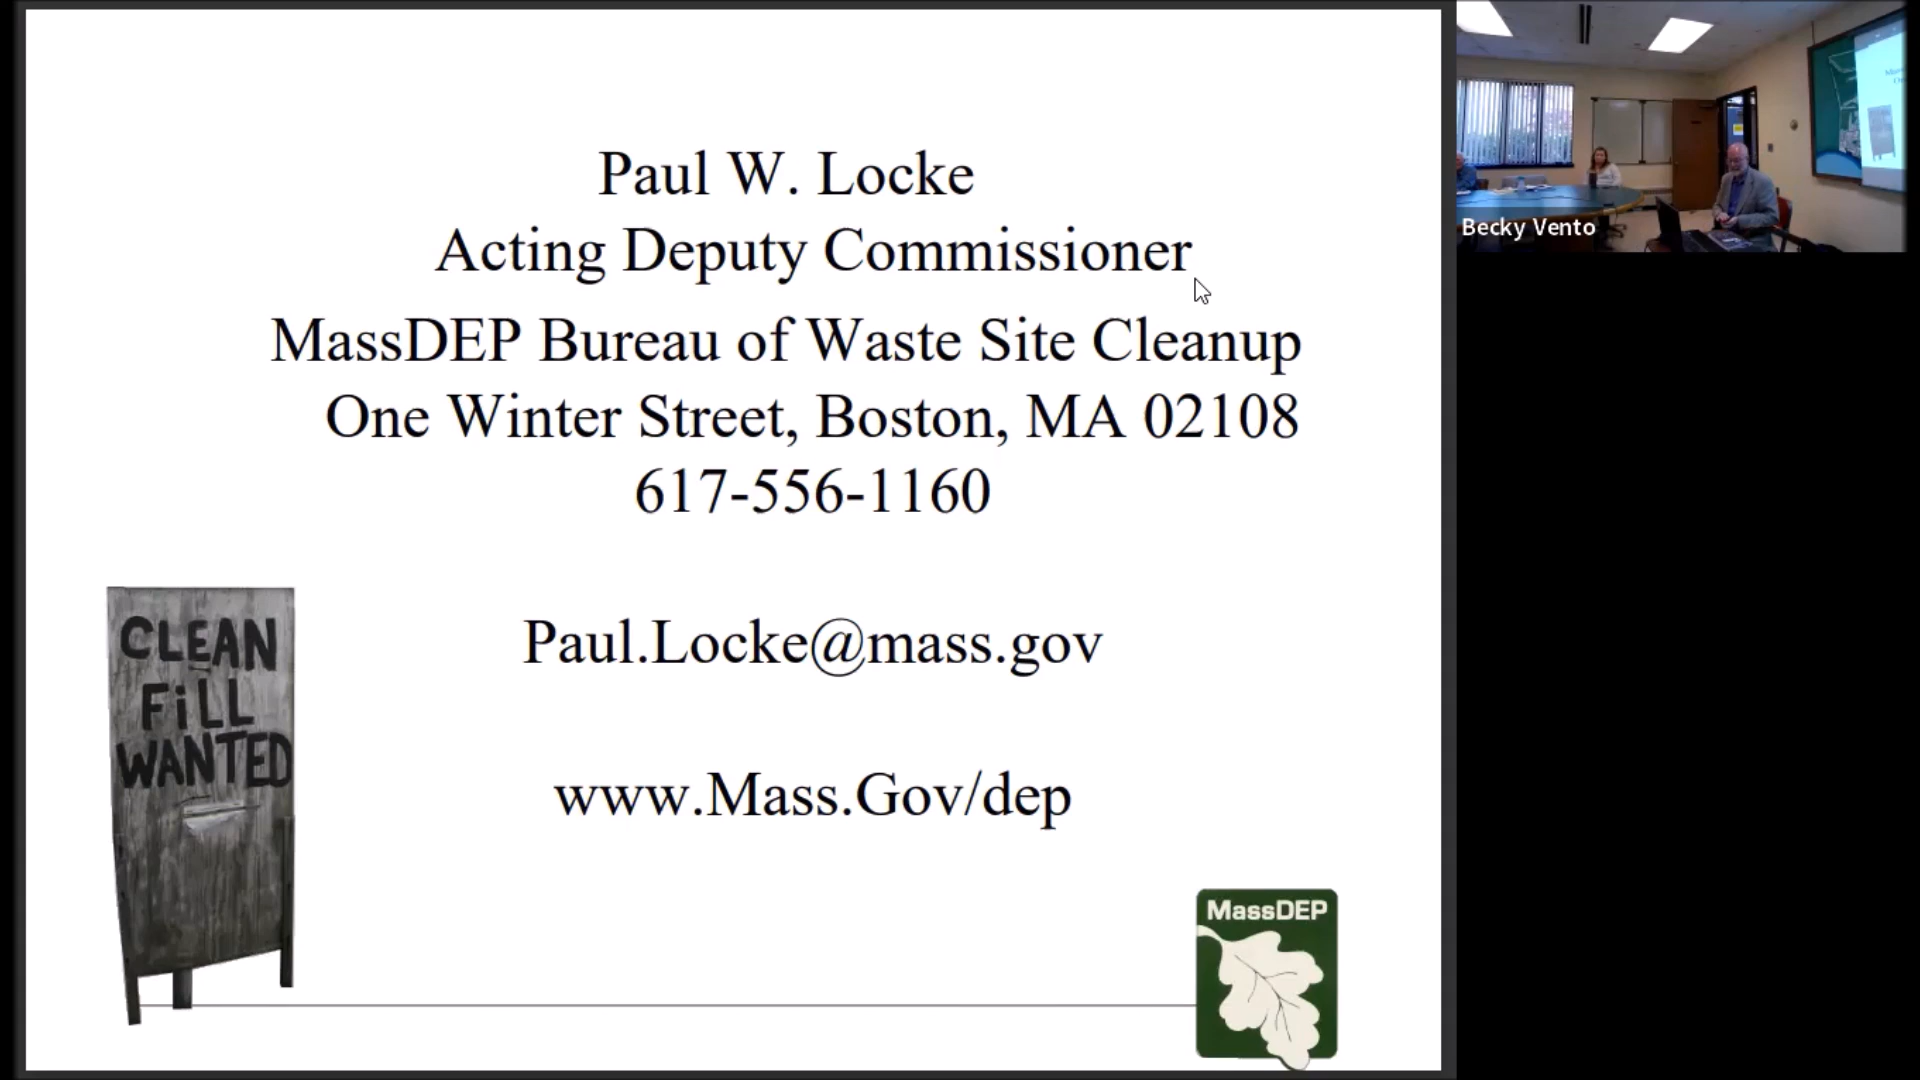 Paul W. Locke
Acting Deputy Commissioner
MassDEP Bureau of Waste Site Cleanup
One Winter Street, Boston, MA 02108
617-556-1160
Paul.Locke@mass.gov
www.Mass.Gov/dep
CLEAN
FiLL
WANTED
MassDEP
Becky Vento